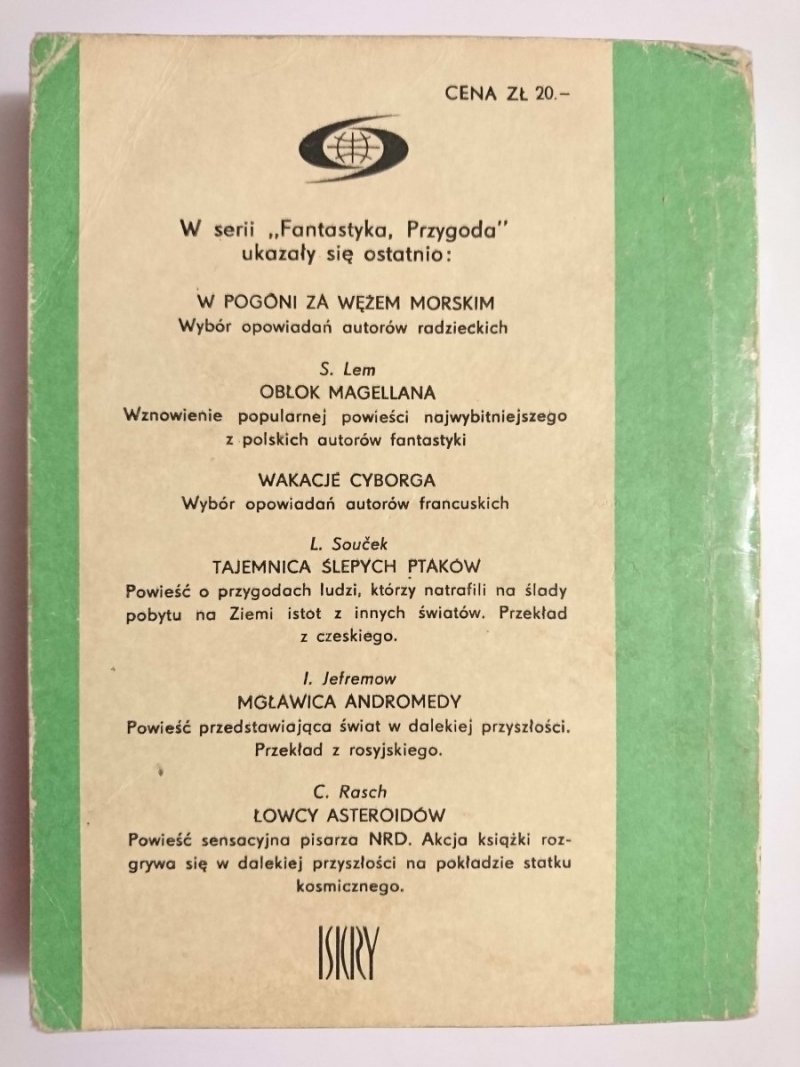 CENA ZŁ 20.–
W serii „Fantastyka, Przygoda"
ukazały się ostatnio:
W POGONI ZA WĘŻEM MORSKIM
Wybór opowiadań autorów radzieckich
S. Lem
OBŁOK MAGELLANA
Wznowienie popularnej powieści najwybitniejszego
z polskich autorów fantastyki
WAKACJE CYBORGA
Wybór opowiadań autorów francuskich
L. Souček
TAJEMNICA ŚLEPYCH PTAKÓW
Powieść o przygodach ludzi, którzy natrafili na ślady
pobytu na Ziemi istot z innych światów. Przekład
z czeskiego.
I. Jefremow
MGŁAWICA ANDROMEDY
Powieść przedstawiająca świat w dalekiej przyszłości.
Przekład z rosyjskiego.
C. Rasch
ŁOWCY ASTEROIDÓW
Powieść sensacyjna pisarza NRD. Akcja książki roz-
grywa się w dalekiej przyszłości na pokładzie statku
kosmicznego.
ISKRY